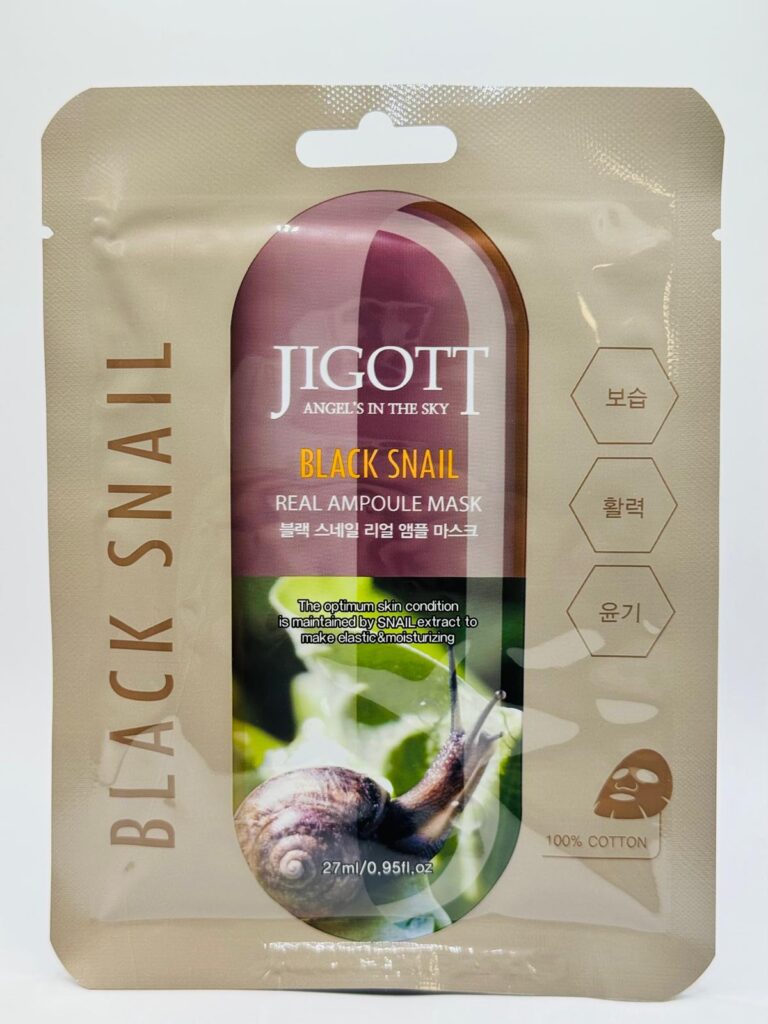 JIGOTT
ANGEL'S IN THE SKY
BLACK SNAIL
REAL AMPOULE MASK
블랙 스네일 리얼 앰플 마스크
The optimum skin condition
is maintained by SNAIL extract to
make elastic&moisturizing
27ml/0.95fl.oz
BLACK SNAIL
보습
활력
윤기
100% COTTON